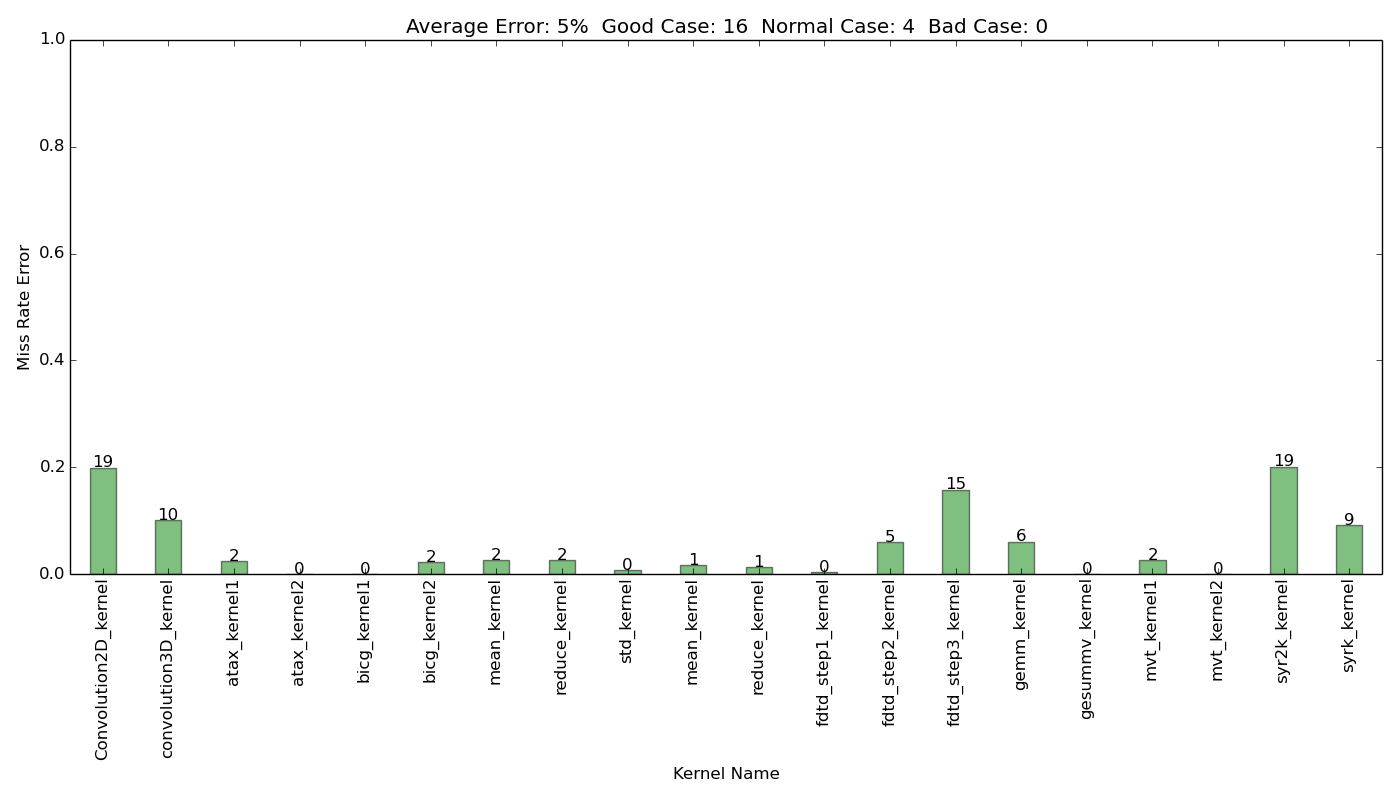 Average Error: 5%  Good Case: 16  Normal Case: 4  Bad Case: 0
1.0
0.8
0.6
0.4
0.2
0.0
Miss Rate Error
19 10 2 0 0 2 2 2 0 1 1 0 5 15 6 0 2 0 19 9
Convolution2D_kernel
convolution3D_kernel
atax_kernel1
atax_kernel2
bicg_kernel1
bicg_kernel2
mean_kernel
reduce_kernel
std_kernel
mean_kernel
reduce_kernel
fdtd_step1_kernel
fdtd_step2_kernel
fdtd_step3_kernel
gemm_kernel
gesummv_kernel
mvt_kernel1
mvt_kernel2
syr2k_kernel
syrk_kernel
Kernel Name